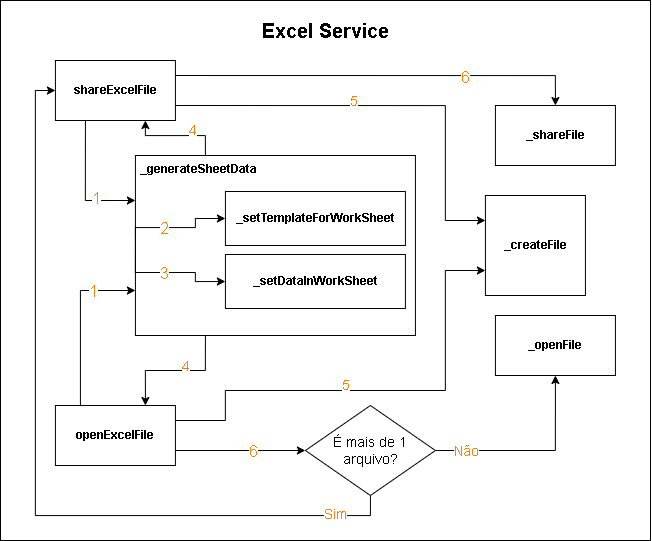 Excel Service
shareExcelFile
6
5
_shareFile
4
_generateSheetData
1
2
_setTemplateForWorkSheet
_createFile
3
_setDataInWorkSheet
1
_openFile
4
5
openExcelFile
6
É mais de 1
arquivo?
Não
Sim